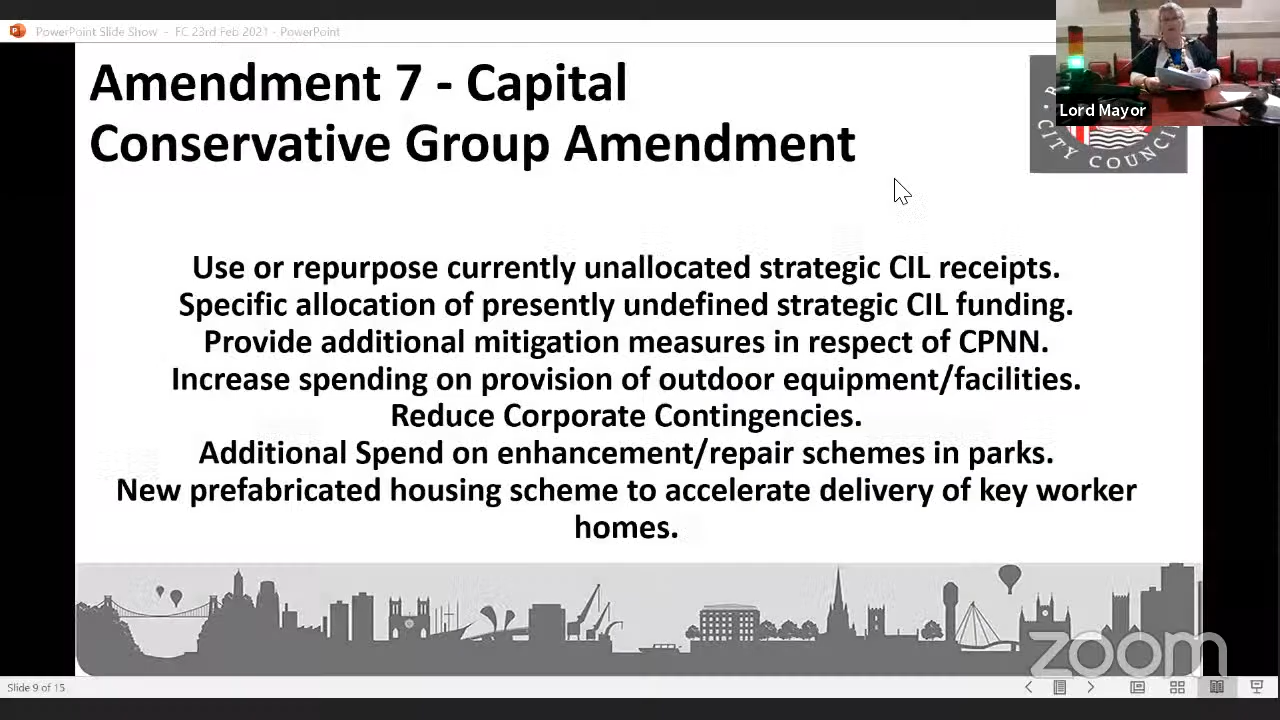 PowerPoint Slide Show - FC 23rd Feb 2021 - PowerPoint
Lord Mayor
Amendment 7 - Capital
Conservative Group Amendment
CITY COUNCI
Use or repurpose currently unallocated strategic CIL receipts.
Specific allocation of presently undefined strategic CIL funding.
Provide additional mitigation measures in respect of CPNN.
Increase spending on provision of outdoor equipment/facilities.
Reduce Corporate Contingencies.
Additional Spend on enhancement/repair schemes in parks.
New prefabricated housing scheme to accelerate delivery of key worker
homes.
zoom
Slide 9 of 15